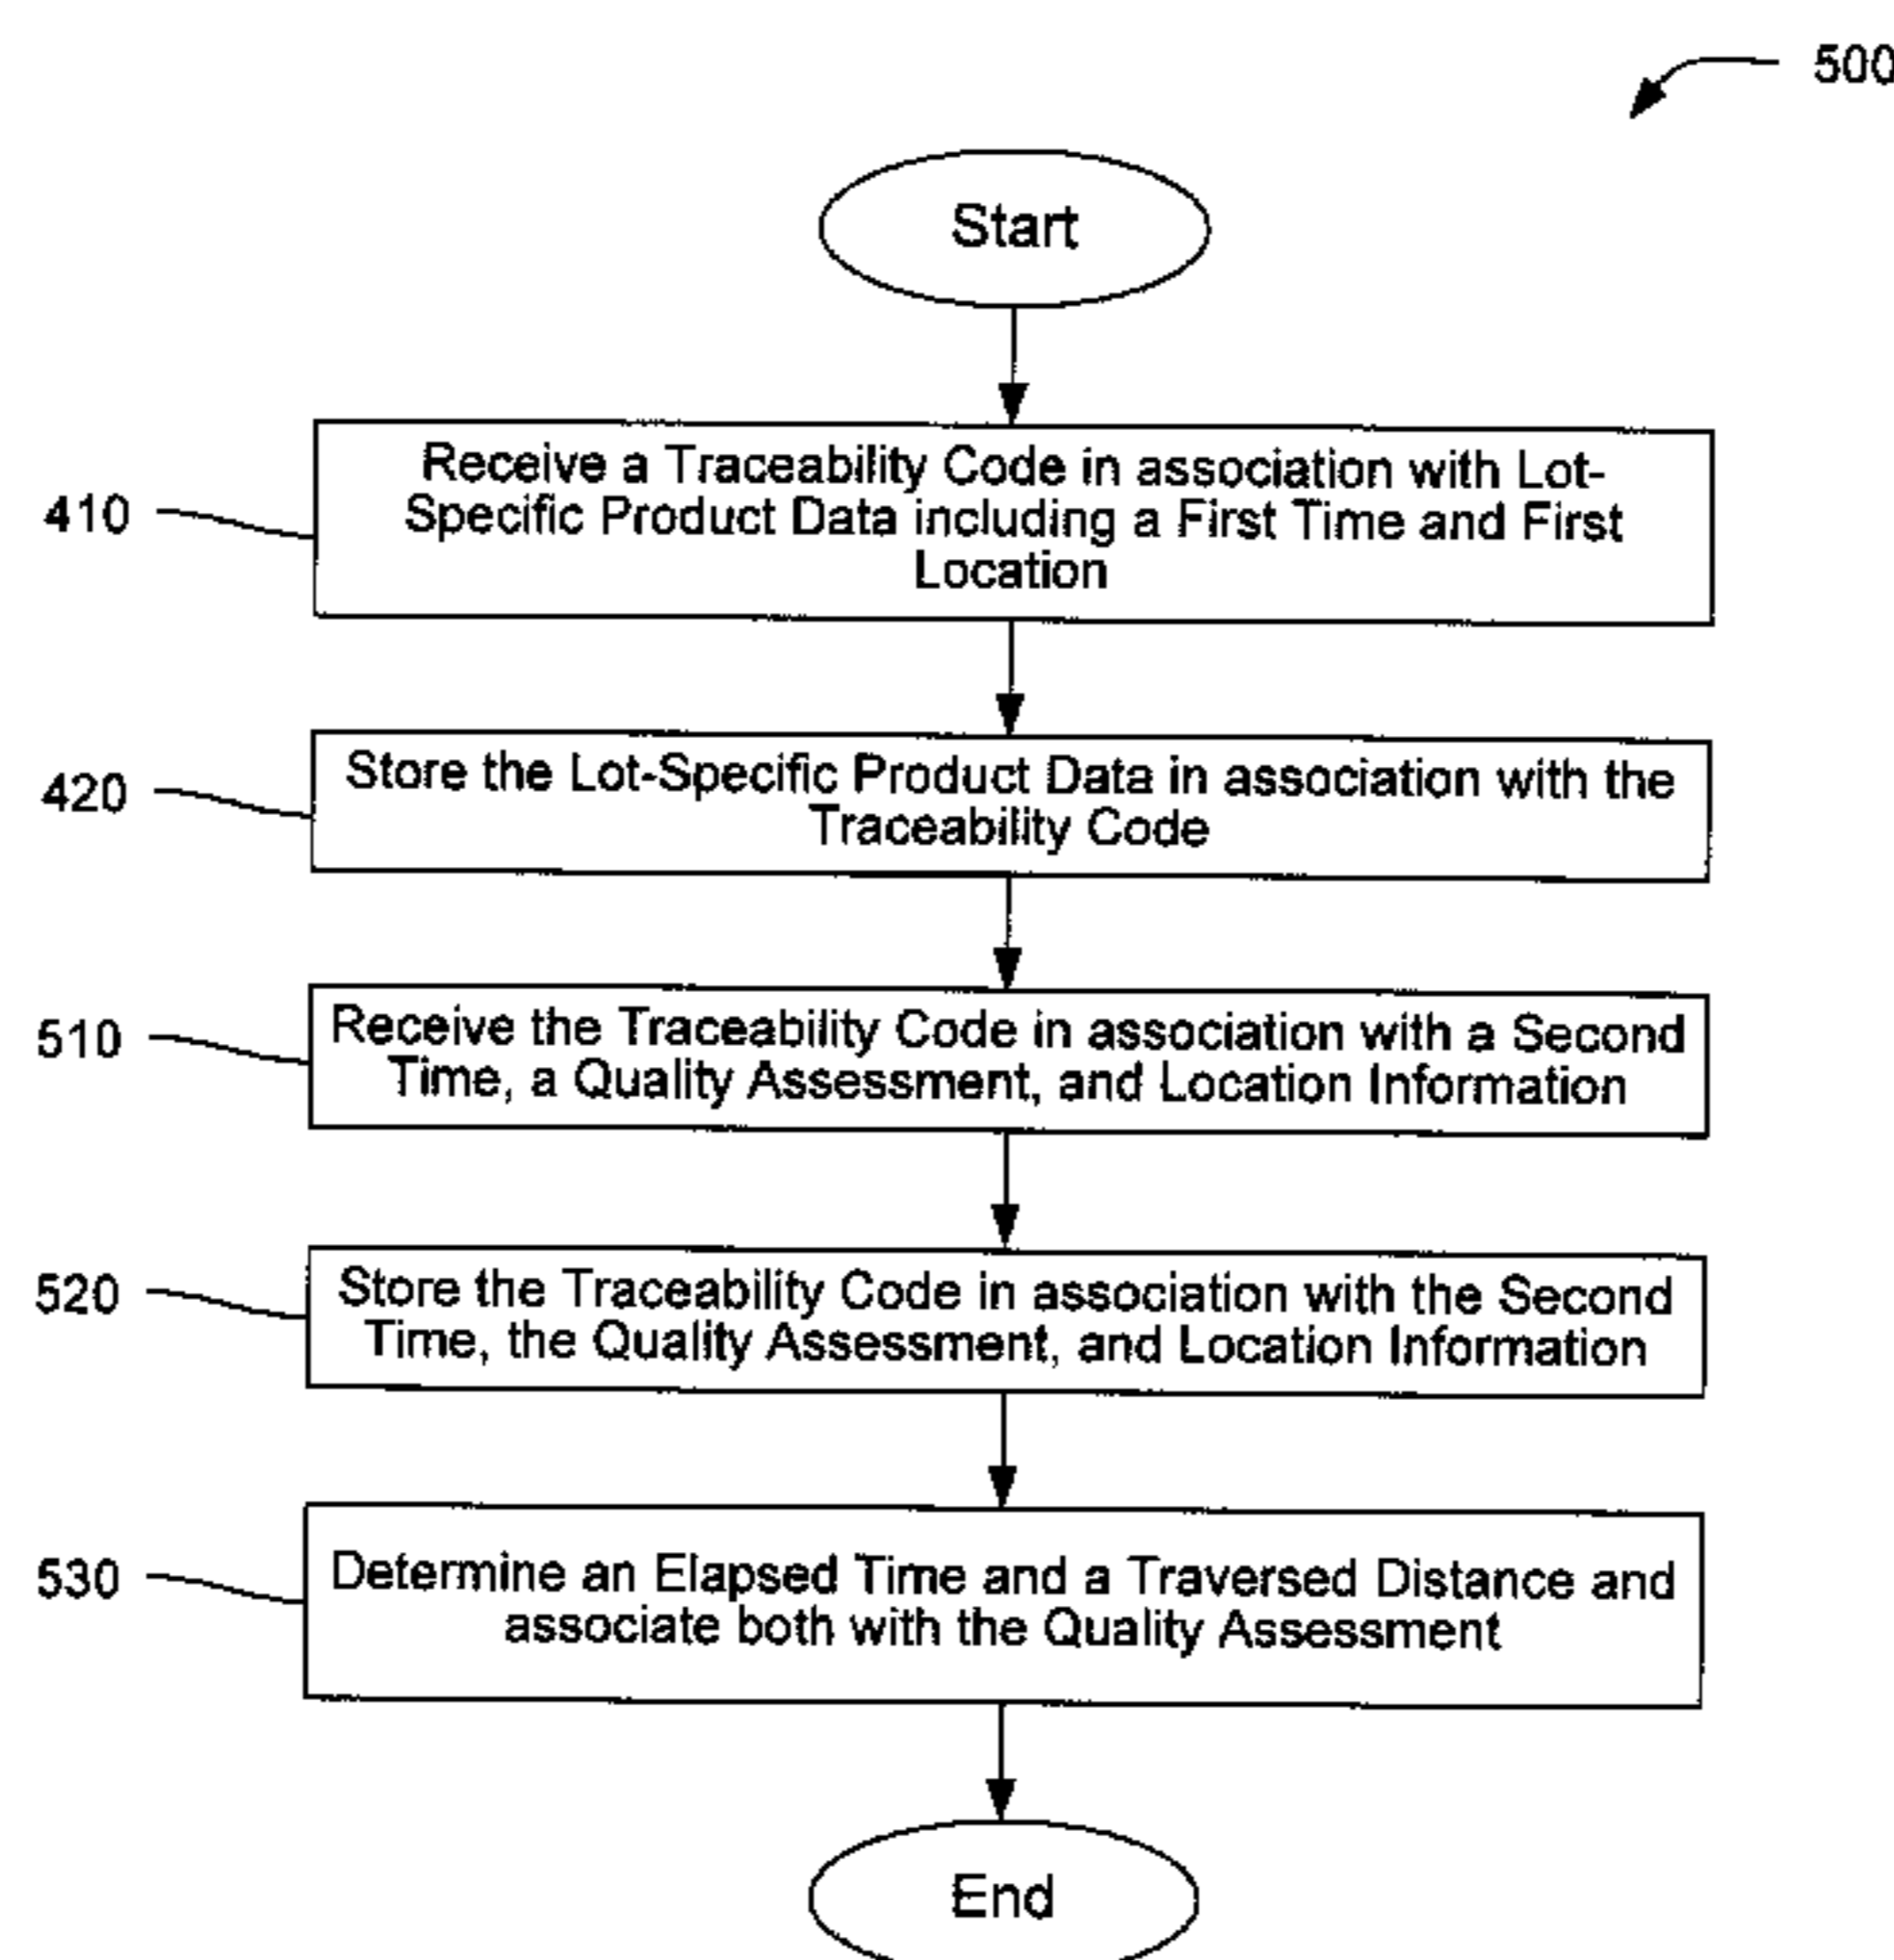 500
Start
410
Receive a Traceability Code in association with Lot-
Specific Product Data including a First Time and First
Location
420
Store the Lot-Specific Product Data in association with the
Traceability Code
510
Receive the Traceability Code in association with a Second
Time, a Quality Assessment, and Location Information
520
Store the Traceability Code in association with the Second
Time, the Quality Assessment, and Location Information
530
Determine an Elapsed Time and a Traversed Distance and
associate both with the Quality Assessment
End